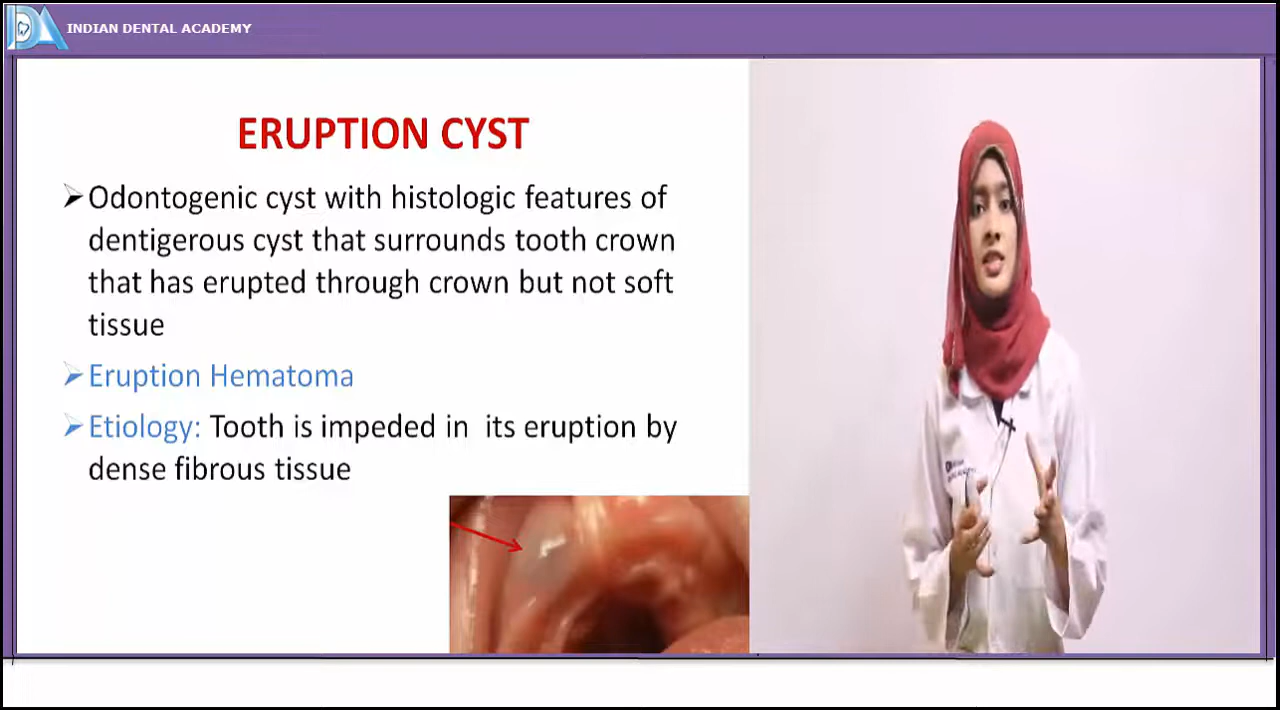 INDIAN DENTAL ACADEMY
ERUPTION CYST
Odontogenic cyst with histologic features of
dentigerous cyst that surrounds tooth crown
that has erupted through crown but not soft
tissue
Eruption Hematoma
Etiology: Tooth is impeded in its eruption by
dense fibrous tissue